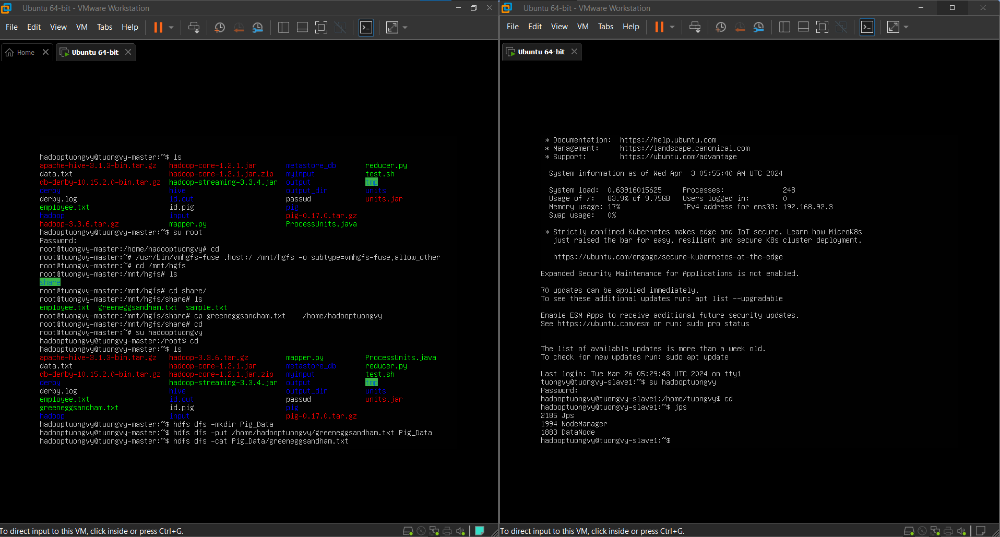 Ubuntu 64-bit - VMware Workstation
File Edit View VM Tabs Help
Home Ubuntu 64-bit
hadooptuongvy@tuongvy-master:~$ ls
apache-hive-3.1.3-bin.tar.gz hadoop-core-1.2.1.jar metastore_db reducer.py
data.txt hadoop-core-1.2.1.jar.zip myinput test.sh
db-derby-10.15.2.0-bin.tar.gz hadoop-streaming-3.3.4.jar output tmp
derby hive output_dir units
derby.log id.out passwd units.jar
employee.txt id.pig pig
hadoop input pig-0.17.0.tar.gz
hadoop-3.3.6.tar.gz mapper.py ProcessUnits.java
hadooptuongvy@tuongvy-master:~$ su root
Password:
root@tuongvy-master:/home/hadooptuongvy# cd
root@tuongvy-master:~# /usr/bin/vmhgfs-fuse .host:/ /mnt/hgfs -o subtype=vmhgfs-fuse,allow_other
root@tuongvy-master:~# cd /mnt/hgfs
root@tuongvy-master:/mnt/hgfs# ls
share
root@tuongvy-master:/mnt/hgfs# cd share/
root@tuongvy-master:/mnt/hgfs/share# ls
employee.txt greeneggsandham.txt sample.txt
root@tuongvy-master:/mnt/hgfs/share# cp greeneggsandham.txt /home/hadooptuongvy
root@tuongvy-master:/mnt/hgfs/share# cd
root@tuongvy-master:~# su hadooptuongvy
hadooptuongvy@tuongvy-master:/root$ cd
hadooptuongvy@tuongvy-master:~$ ls
apache-hive-3.1.3-bin.tar.gz hadoop-3.3.6.tar.gz mapper.py ProcessUnits.java
data.txt hadoop-core-1.2.1.jar metastore_db reducer.py
db-derby-10.15.2.0-bin.tar.gz hadoop-core-1.2.1.jar.zip myinput test.sh
derby hadoop-streaming-3.3.4.jar output tmp
derby.log hive output_dir units
employee.txt id.out passwd units.jar
greeneggsandham.txt id.pig pig
hadoop input pig-0.17.0.tar.gz
hadooptuongvy@tuongvy-master:~$ hdfs dfs -mkdir Pig_Data
hadooptuongvy@tuongvy-master:~$ hdfs dfs -put /home/hadooptuongvy/greeneggsandham.txt Pig_Data
hadooptuongvy@tuongvy-master:~$ hdfs dfs -cat Pig_Data/greeneggsandham.txt
To direct input to this VM, click inside or press Ctrl+G.
Ubuntu 64-bit - VMware Workstation
File Edit View VM Tabs Help
Ubuntu 64-bit
* Documentation: https://help.ubuntu.com
* Management: https://landscape.canonical.com
* Support: https://ubuntu.com/advantage
System information as of Wed Apr 3 05:55:40 AM UTC 2024
System load: 0.63916015625 Processes: 248
Usage of /: 83.9% of 9.75GB Users logged in: 0
Memory usage: 17% IPv4 address for ens33: 192.168.92.3
Swap usage: 0%
* Strictly confined Kubernetes makes edge and IoT secure. Learn how MicroK8s
just raised the bar for easy, resilient and secure K8s cluster deployment.
https://ubuntu.com/engage/secure-kubernetes-at-the-edge
Expanded Security Maintenance for Applications is not enabled.
70 updates can be applied immediately.
To see these additional updates run: apt list --upgradable
Enable ESM Apps to receive additional future security updates.
See https://ubuntu.com/esm or run: sudo pro status
The list of available updates is more than a week old.
To check for new updates run: sudo apt update
Last login: Tue Mar 26 05:29:43 UTC 2024 on tty1
tuongvy@tuongvy-slave1:~$ su hadooptuongvy
Password:
hadooptuongvy@tuongvy-slave1:/home/tuongvy$ cd
hadooptuongvy@tuongvy-slave1:~$ jps
2185 Jps
1994 NodeManager
1883 DataNode
hadooptuongvy@tuongvy-slave1:~$
To direct input to this VM, click inside or press Ctrl+G.